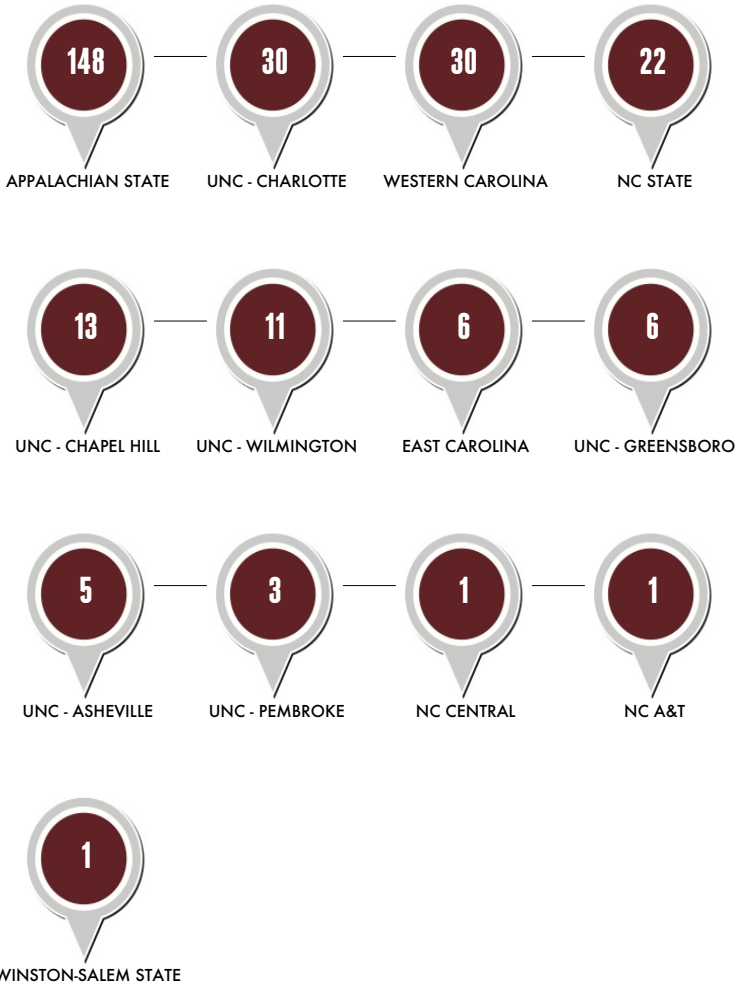 148 30 30 22
APPALACHIAN STATE UNC - CHARLOTTE WESTERN CAROLINA NC STATE
13 11 6 6
UNC - CHAPEL HILL UNC - WILMINGTON EAST CAROLINA UNC - GREENSBORO
5 3 1 1
UNC - ASHEVILLE UNC - PEMBROKE NC CENTRAL NC A&T
1
WINSTON-SALEM STATE